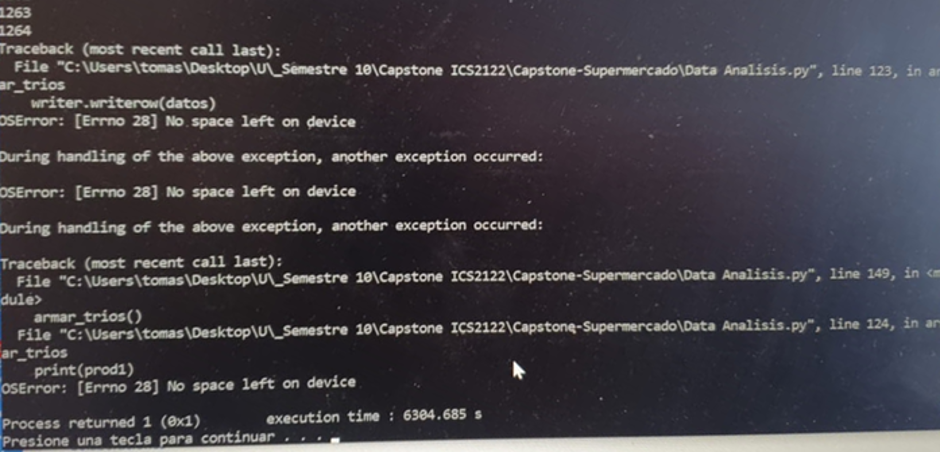 1263
1264
Traceback (most recent call last):
File "C:\Users\tomas\Desktop\U\_Semestre 10\Capstone ICS2122\Capstone-Supermercado\Data Analisis.py", line 123, in ar
ar_trios
writer.writerow(datos)
OSError: [Errno 28] No space left on device
During handling of the above exception, another exception occurred:
OSError: [Errno 28] No space left on device
During handling of the above exception, another exception occurred:
Traceback (most recent call last):
File "C:\Users\tomas\Desktop\U\_Semestre 10\Capstone ICS2122\Capstone-Supermercado\Data Analisis.py", line 149, in <m
dule>
armar_trios()
File "C:\Users\tomas\Desktop\U\_Semestre 10\Capstone ICS2122\Capstone-Supermercado\Data Analisis.py", line 124, in ar
ar_trios
print(prod1)
OSError: [Errno 28] No space left on device
Process returned 1 (0x1) execution time : 6304.685 s
Presione una tecla para continuar . . .